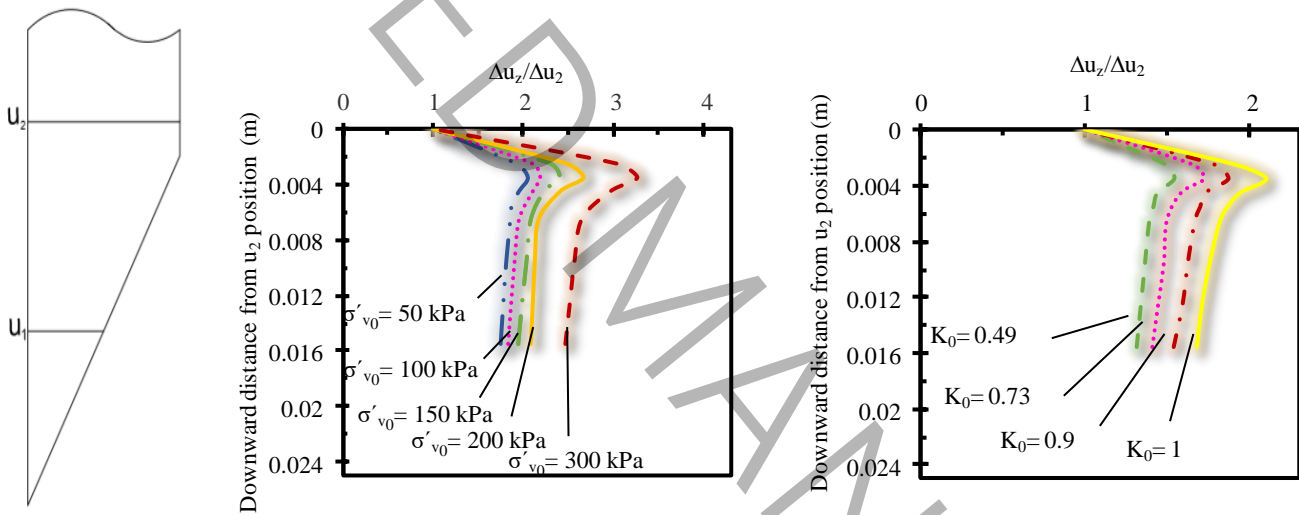 u2
u1
Δuz/Δu2
0 1 2 3 4
Downward distance from u2 position (m)
0
0.004
0.008
0.012
0.016
0.02
0.024
σ′v0= 50 kPa
σ′v0= 100 kPa
σ′v0= 150 kPa
σ′v0= 200 kPa
σ′v0= 300 kPa
Δuz/Δu2
0 1 2
Downward distance from u2 position (m)
0
0.004
0.008
0.012
0.016
0.02
0.024
K0= 0.49
K0= 0.73
K0= 0.9
K0= 1
ED MAN